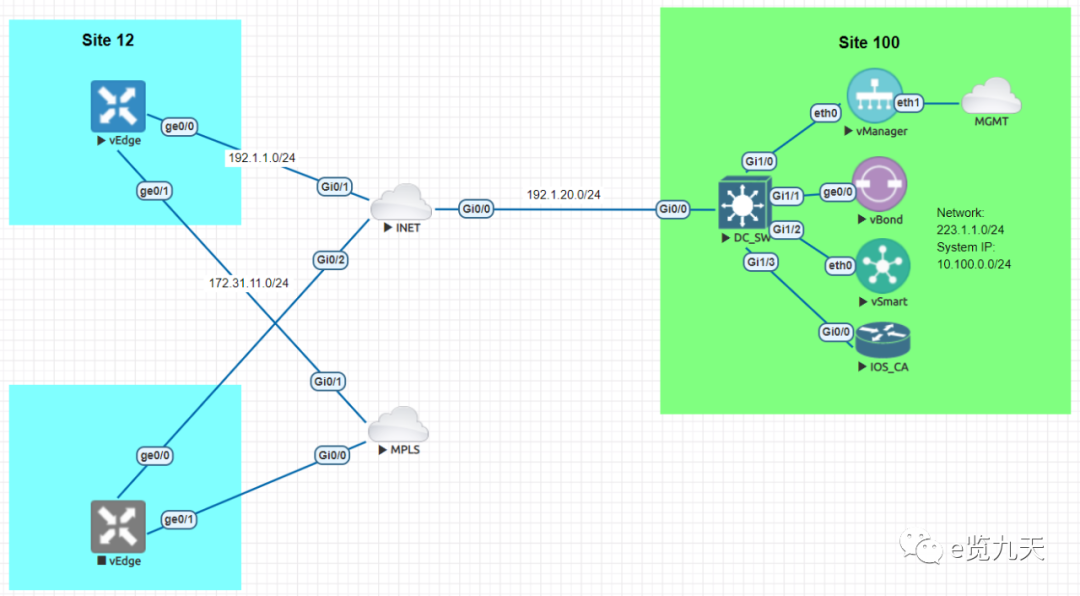 Site 12
vEdge
ge0/0
ge0/1
192.1.1.0/24
172.31.11.0/24
Gi0/1
INET
Gi0/0
Gi0/2
192.1.20.0/24
Gi0/0
Site 100
vManager
eth0
eth1
MGMT
Gi1/0
DC_SW
Gi1/1
ge0/0
vBond
Gi1/2
eth0
vSmart
Gi1/3
Gi0/0
IOS_CA
Network:
223.1.1.0/24
System IP:
10.100.0.0/24
Gi0/1
MPLS
Gi0/0
ge0/0
ge0/1
vEdge
e览九天